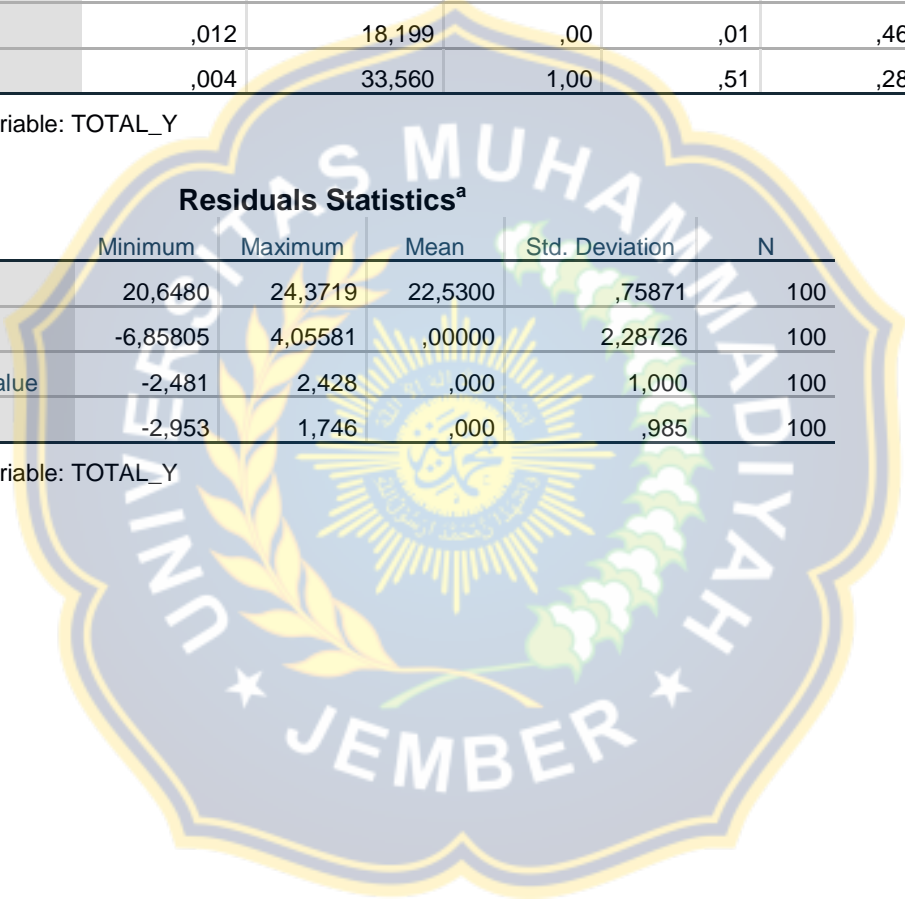 ,012 18,199 ,00 ,01 ,46
,004 33,560 1,00 ,51 ,28
riable: TOTAL_Y
Residuals Statisticsa
Minimum Maximum Mean Std. Deviation N
20,6480 24,3719 22,5300 ,75871 100
-6,85805 4,05581 ,00000 2,28726 100
alue -2,481 2,428 ,000 1,000 100
-2,953 1,746 ,000 ,985 100
riable: TOTAL_Y
UNIVERSITAS MUHAMMADIYAH
JEMBER